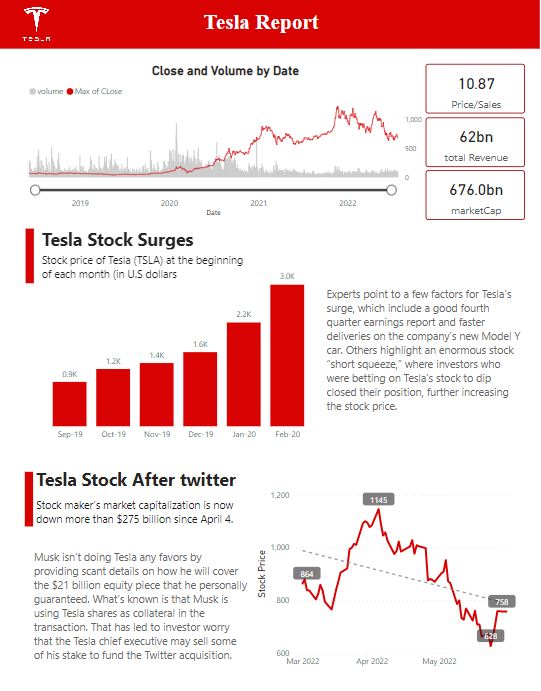 TESLA
Tesla Report
Close and Volume by Date
volume Max of CLose
1,000
500
0
2019 2020 2021 2022
Date
10.87
Price/Sales
62bn
total Revenue
676.0bn
marketCap
Tesla Stock Surges
Stock price of Tesla (TSLA) at the beginning
of each month (in U.S dollars
0.9K
1.2K
1.4K
1.6K
2.2K
3.0K
Sep-19 Oct-19 Nov-19 Dec-19 Jan-20 Feb-20
Experts point to a few factors for Tesla's
surge, which include a good fourth
quarter earnings report and faster
deliveries on the company's new Model Y
car. Others highlight an enormous stock
"short squeeze," where investors who
were betting on Tesla's stock to dip
closed their position, further increasing
the stock price.
Tesla Stock After twitter
Stock maker's market capitalization is now
down more than $275 billion since April 4.
Musk isn't doing Tesla any favors by
providing scant details on how he will cover
the $21 billion equity piece that he personally
guaranteed. What's known is that Musk is
using Tesla shares as collateral in the
transaction. That has led to investor worry
that the Tesla chief executive may sell some
of his stake to fund the Twitter acquisition.
Stock Price
1,200
1,000
800
600
864
1145
628
758
Mar 2022 Apr 2022 May 2022